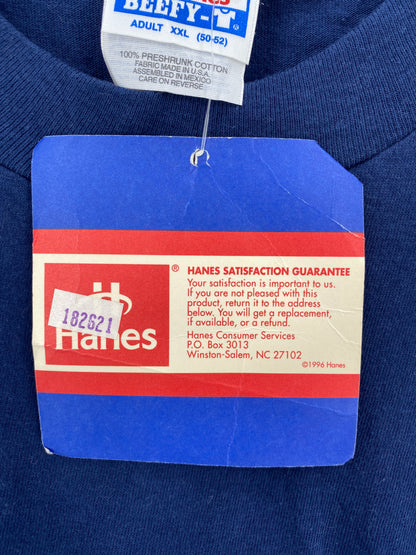 BEEFY-T
ADULT XXL (50-52)
100% PRESHRUNK COTTON
FABRIC MADE IN U.S.A.
ASSEMBLED IN MEXICO
CARE ON REVERSE
182621
Hanes
®
HANES SATISFACTION GUARANTEE
Your satisfaction is important to us.
If you are not pleased with this
product, return it to the address
below. You will get a replacement,
if available, or a refund.
Hanes Consumer Services
P.O. Box 3013
Winston-Salem, NC 27102
©1996 Hanes